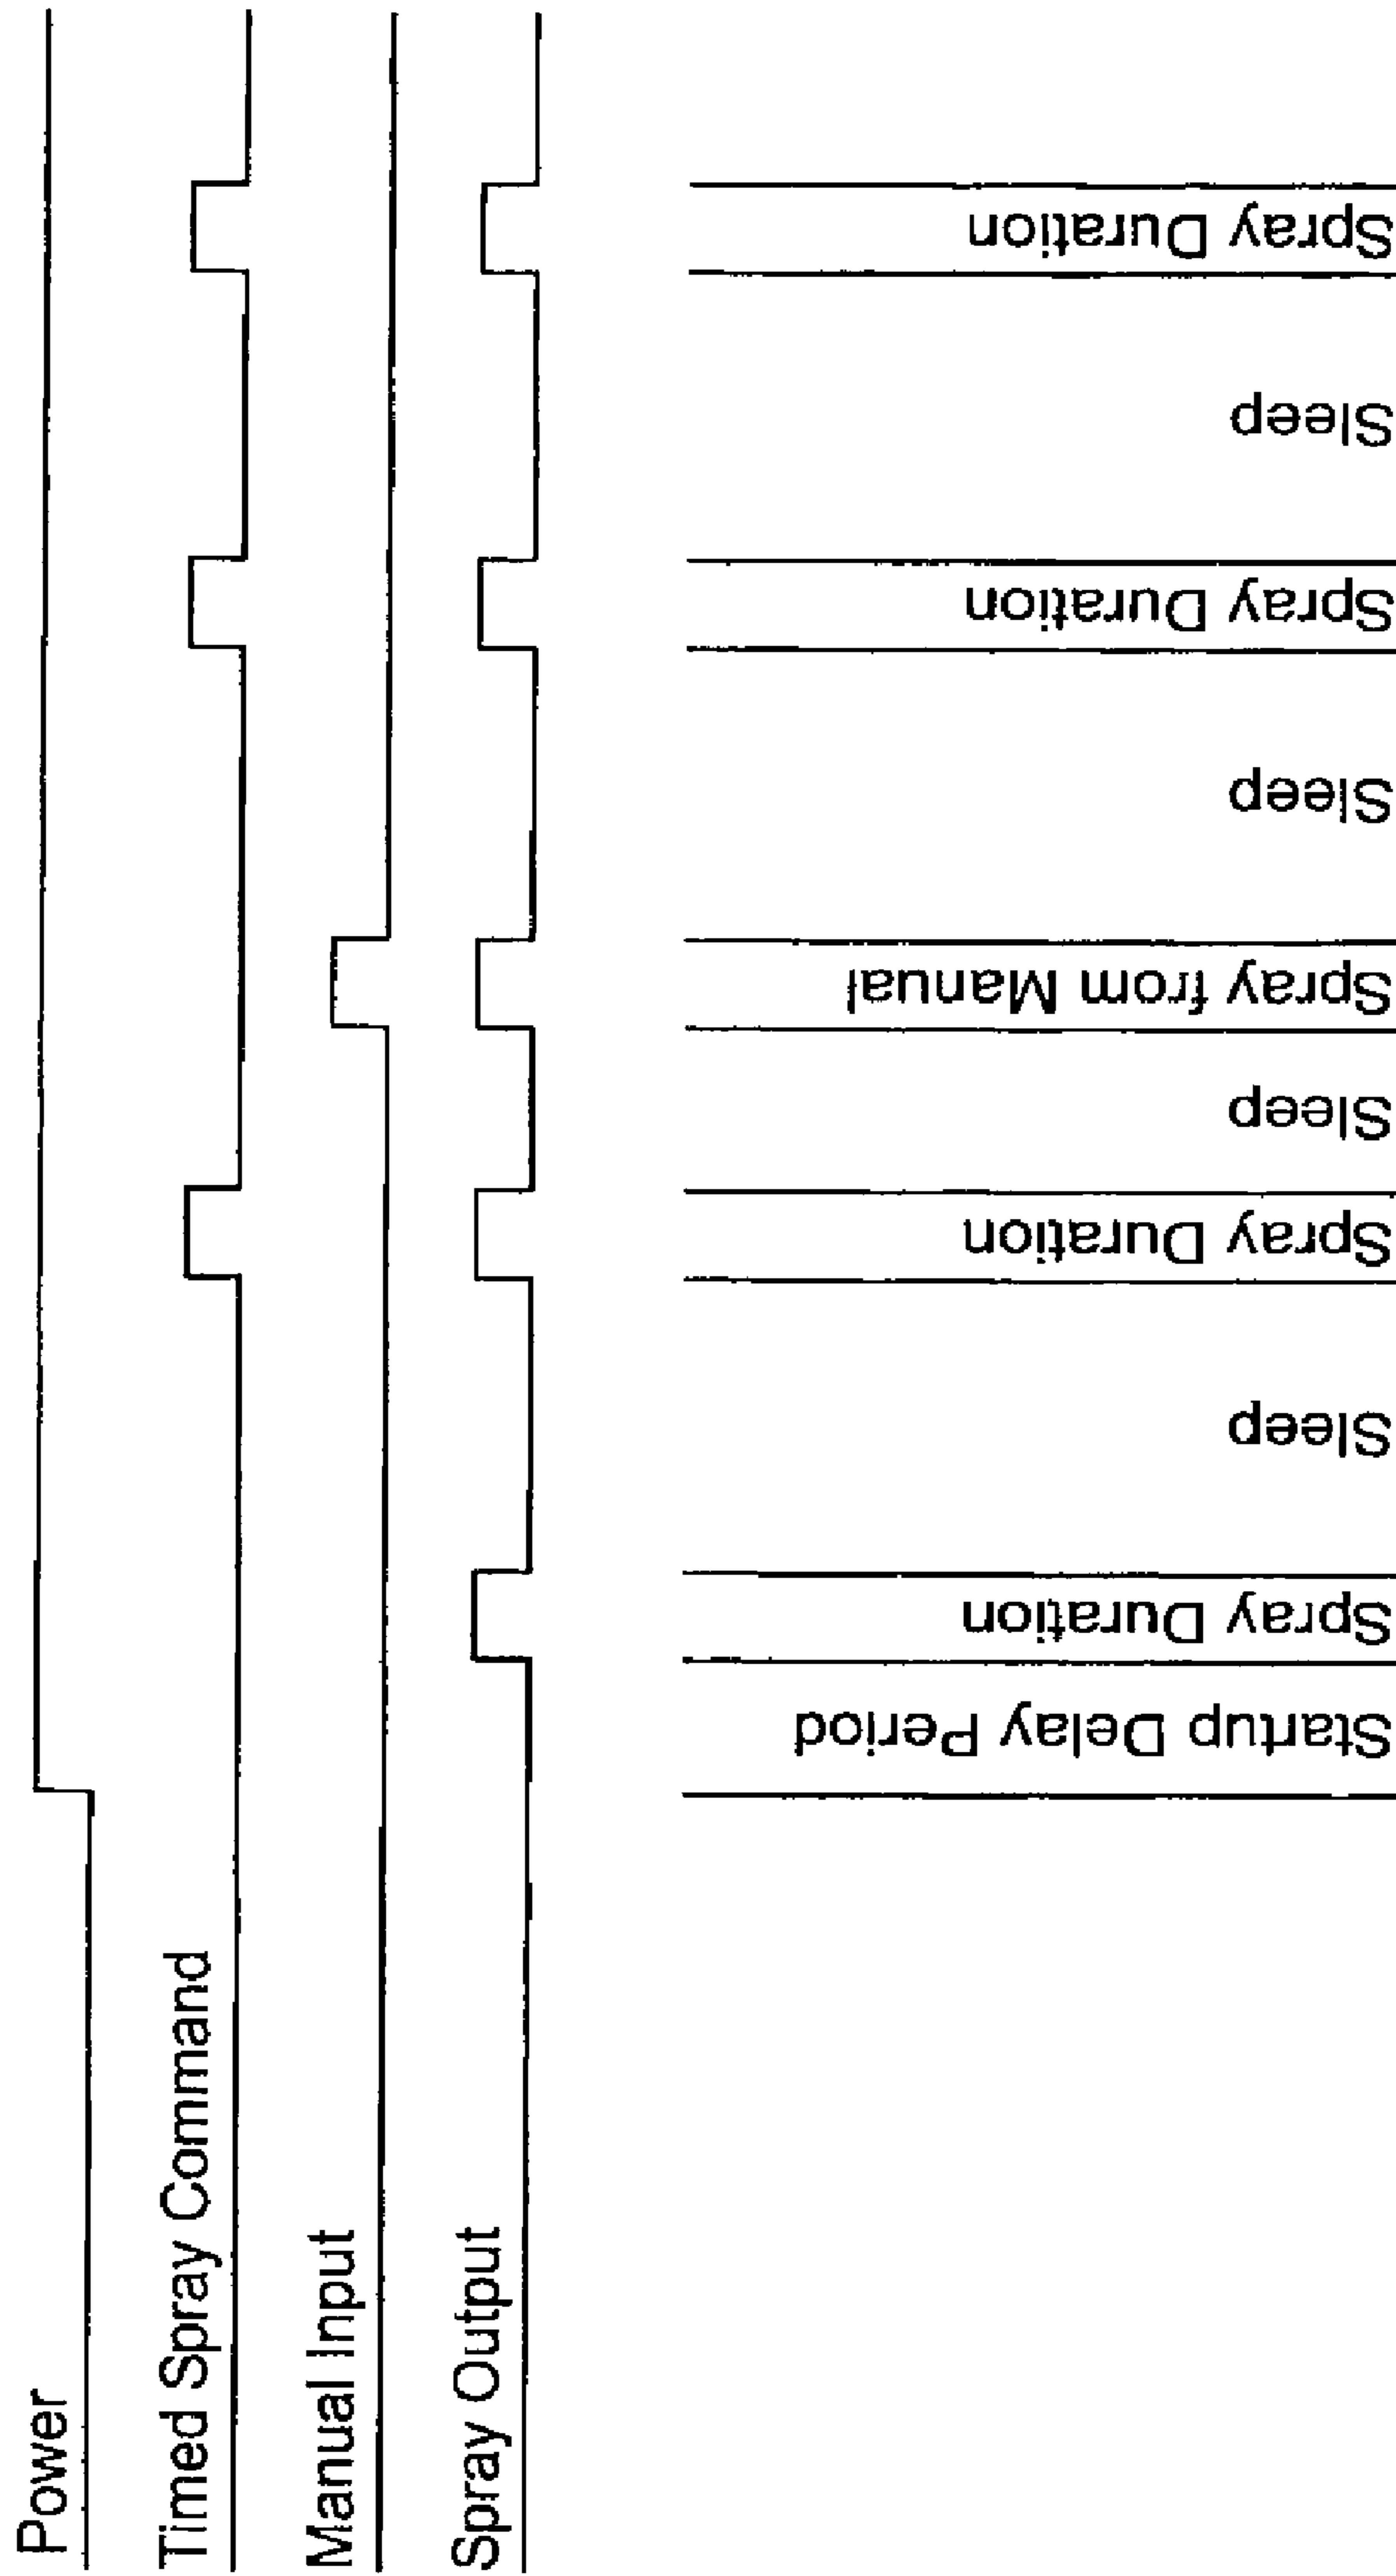 Power
Timed Spray Command
Manual Input
Spray Output
Startup Delay Period
Spray Duration
Sleep
Spray Duration
Sleep
Spray from Manual
Sleep
Spray Duration
Sleep
Spray Duration